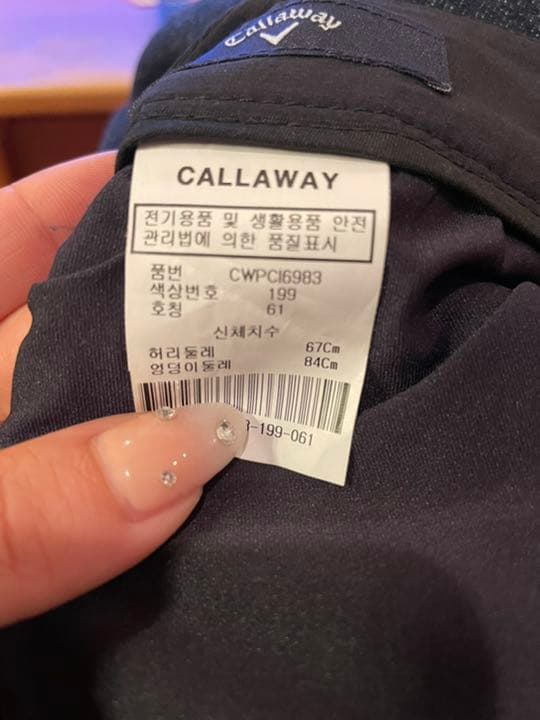 Callaway
CALLAWAY
전기용품 및 생활용품 안전
관리법에 의한 품질표시
품번 CWPCI6983
색상번호 199
호칭 61
신체치수
허리둘레 67Cm
엉덩이둘레 84Cm
-199-061